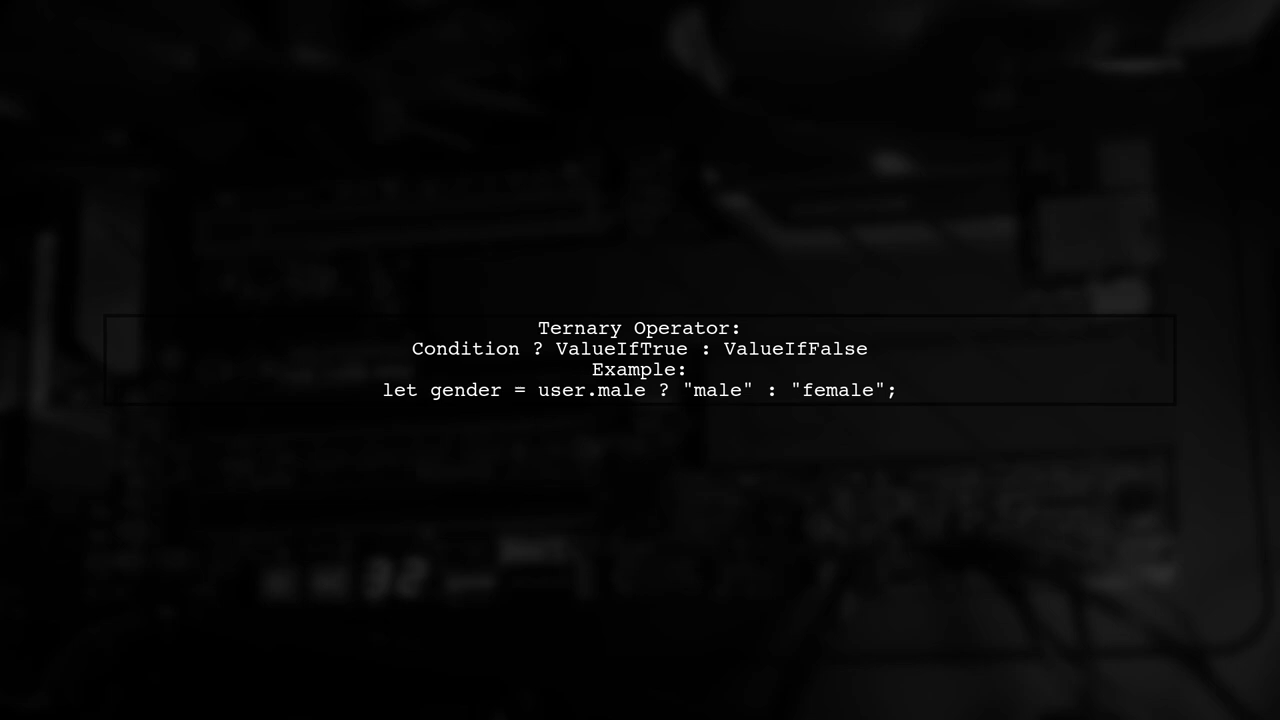 Ternary Operator:
Condition ? ValueIfTrue : ValueIfFalse
Example:
let gender = user.male ? "male" : "female";